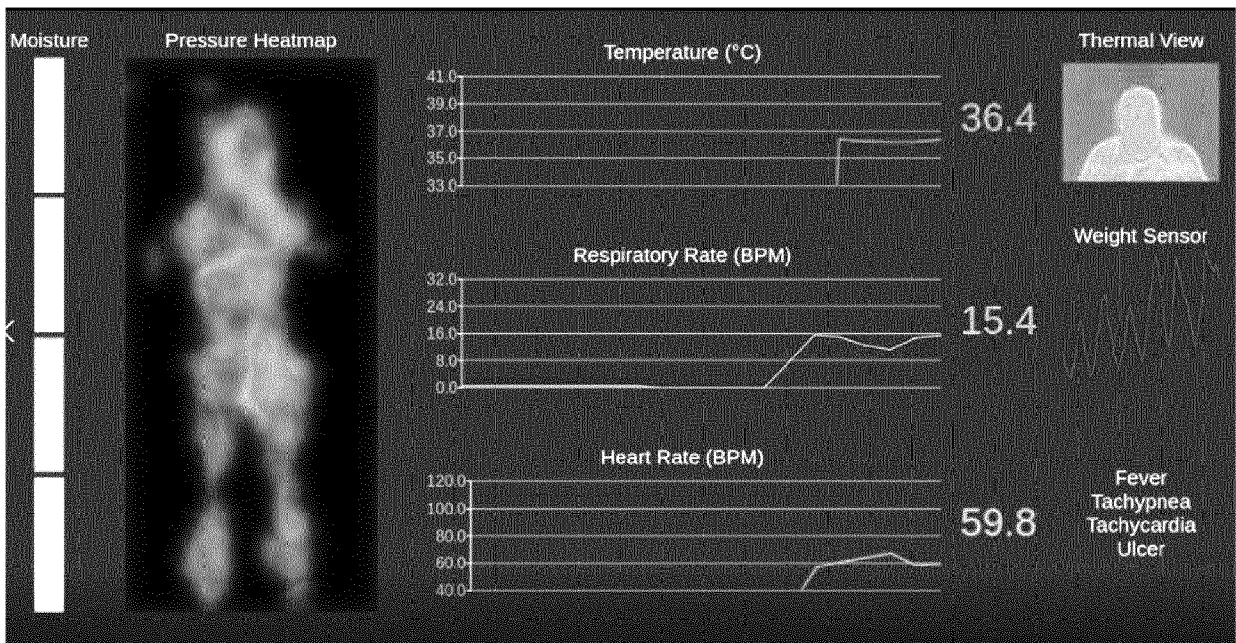 Moisture
Pressure Heatmap
Temperature (°C)
41.0
39.0
37.0
35.0
33.0
36.4
Thermal View
Respiratory Rate (BPM)
32.0
24.0
16.0
8.0
0.0
15.4
Weight Sensor
Heart Rate (BPM)
120.0
100.0
80.0
60.0
40.0
59.8
Fever
Tachypnea
Tachycardia
Ulcer